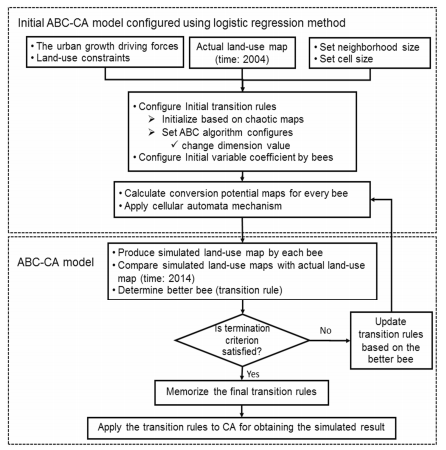 Initial ABC-CA model configured using logistic regression method
• The urban growth driving forces
• Land-use constraints
Actual land-use map
(time: 2004)
• Set neighborhood size
• Set cell size
• Configure Initial transition rules
➢ Initialize based on chaotic maps
➢ Set ABC algorithm configures
✓ change dimension value
• Configure Initial variable coefficient by bees
• Calculate conversion potential maps for every bee
• Apply cellular automata mechanism
ABC-CA model
• Produce simulated land-use map by each bee
• Compare simulated land-use maps with actual land-use
map (time: 2014)
• Determine better bee (transition rule)
Is termination
criterion
satisfied?
No
Update
transition rules
based on the
better bee
Yes
Memorize the final transition rules
Apply the transition rules to CA for obtaining the simulated result